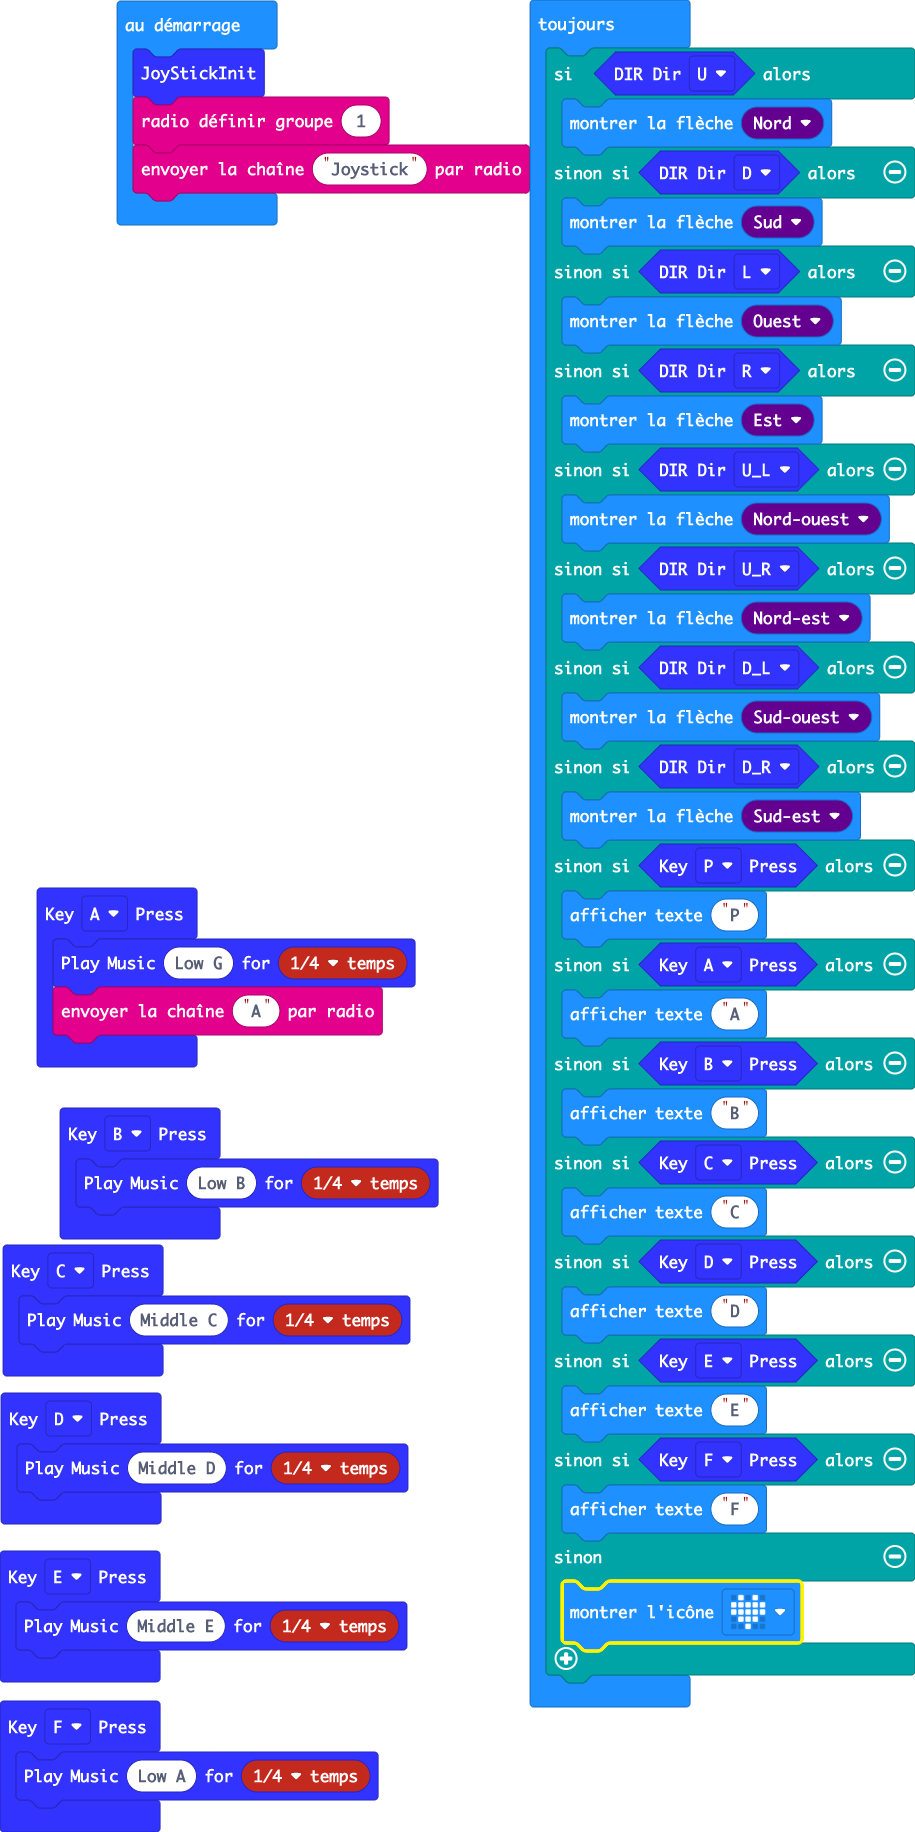 au démarrage
JoyStickInit
radio définir groupe 1
envoyer la chaîne "Joystick" par radio
toujours
si DIR Dir U alors
montrer la flèche Nord
sinon si DIR Dir D alors
montrer la flèche Sud
sinon si DIR Dir L alors
montrer la flèche Ouest
sinon si DIR Dir R alors
montrer la flèche Est
sinon si DIR Dir U_L alors
montrer la flèche Nord-ouest
sinon si DIR Dir U_R alors
montrer la flèche Nord-est
sinon si DIR Dir D_L alors
montrer la flèche Sud-ouest
sinon si DIR Dir D_R alors
montrer la flèche Sud-est
sinon si Key P Press alors
afficher texte "P"
sinon si Key A Press alors
afficher texte "A"
sinon si Key B Press alors
afficher texte "B"
sinon si Key C Press alors
afficher texte "C"
sinon si Key D Press alors
afficher texte "D"
sinon si Key E Press alors
afficher texte "E"
sinon si Key F Press alors
afficher texte "F"
sinon
montrer l'icône
Key A Press
Play Music Low G for 1/4 temps
envoyer la chaîne "A" par radio
Key B Press
Play Music Low B for 1/4 temps
Key C Press
Play Music Middle C for 1/4 temps
Key D Press
Play Music Middle D for 1/4 temps
Key E Press
Play Music Middle E for 1/4 temps
Key F Press
Play Music Low A for 1/4 temps